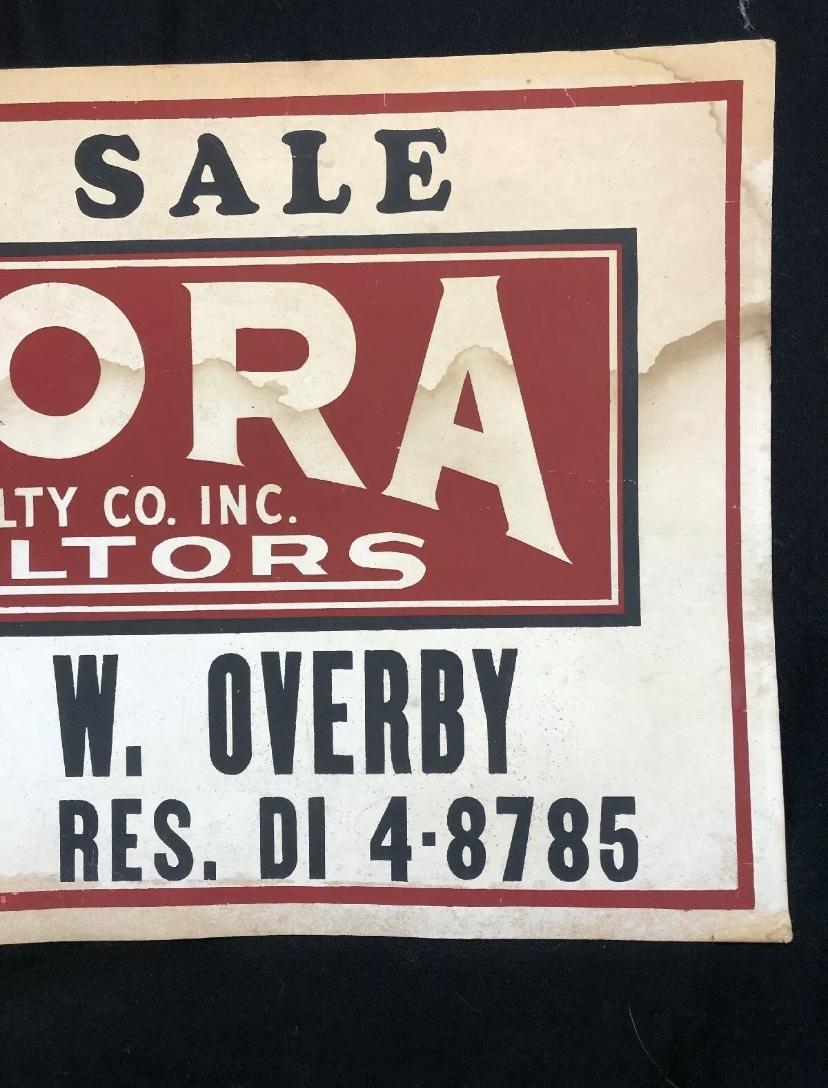 SALE
ORA
LTY CO. INC.
LTORS
W. OVERBY
RES. DI 4-8785